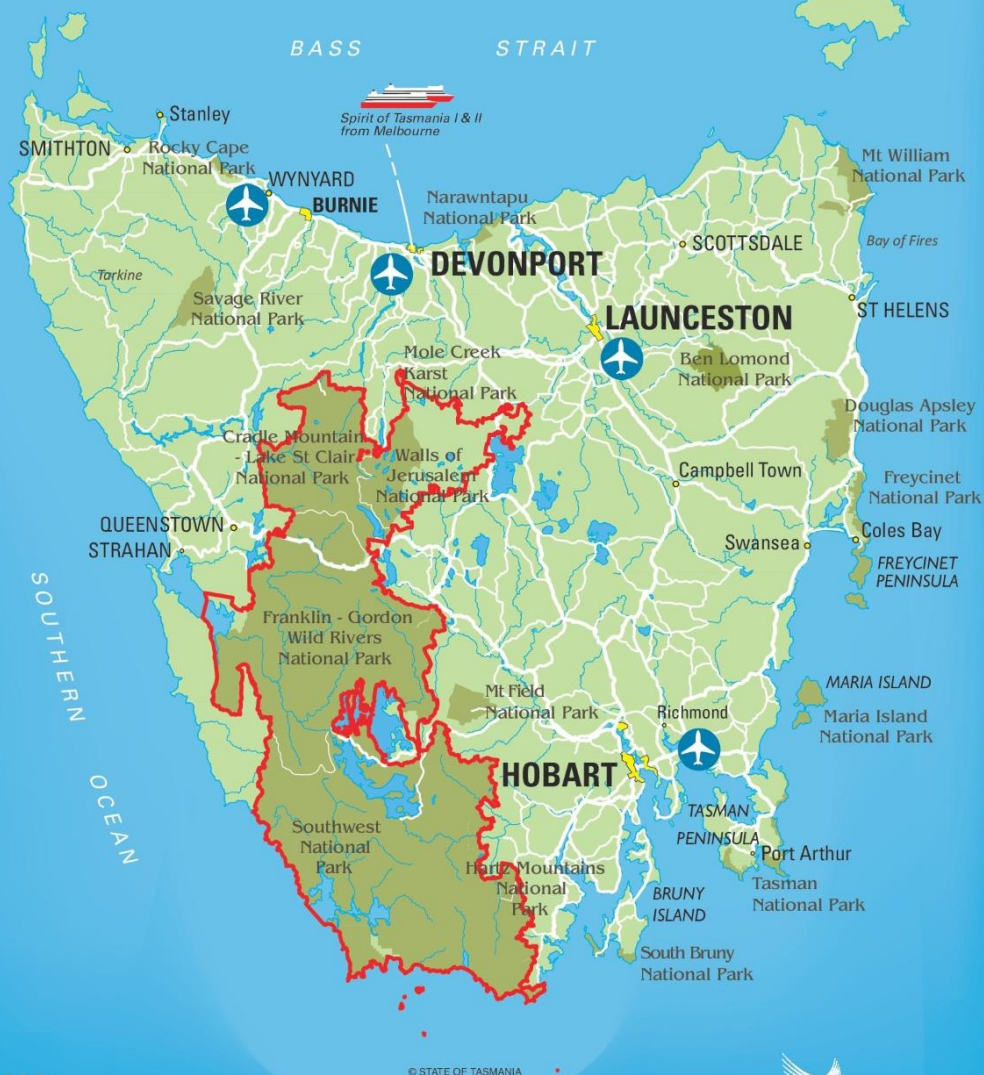 BASS STRAIT
Spirit of Tasmania I & II
from Melbourne
Stanley
SMITHTON
Rocky Cape
National Park
WYNYARD
BURNIE
Narawntapu
National Park
Mt William
National Park
DEVONPORT
SCOTTSDALE
Bay of Fires
Tarkine
Savage River
National Park
LAUNCESTON
ST HELENS
Mole Creek
Karst
National Park
Ben Lomond
National Park
Douglas Apsley
National Park
Cradle Mountain
- Lake St Clair
National Park
Walls of
Jerusalem
National Park
Campbell Town
Freycinet
National Park
QUEENSTOWN
STRAHAN
Swansea
Coles Bay
FREYCINET
PENINSULA
SOUTHERN OCEAN
Franklin - Gordon
Wild Rivers
National Park
Mt Field
National Park
Richmond
MARIA ISLAND
Maria Island
National Park
HOBART
TASMAN
PENINSULA
Port Arthur
Tasman
National Park
Southwest
National
Park
Hartz Mountains
National
Park
BRUNY
ISLAND
South Bruny
National Park
© STATE OF TASMANIA